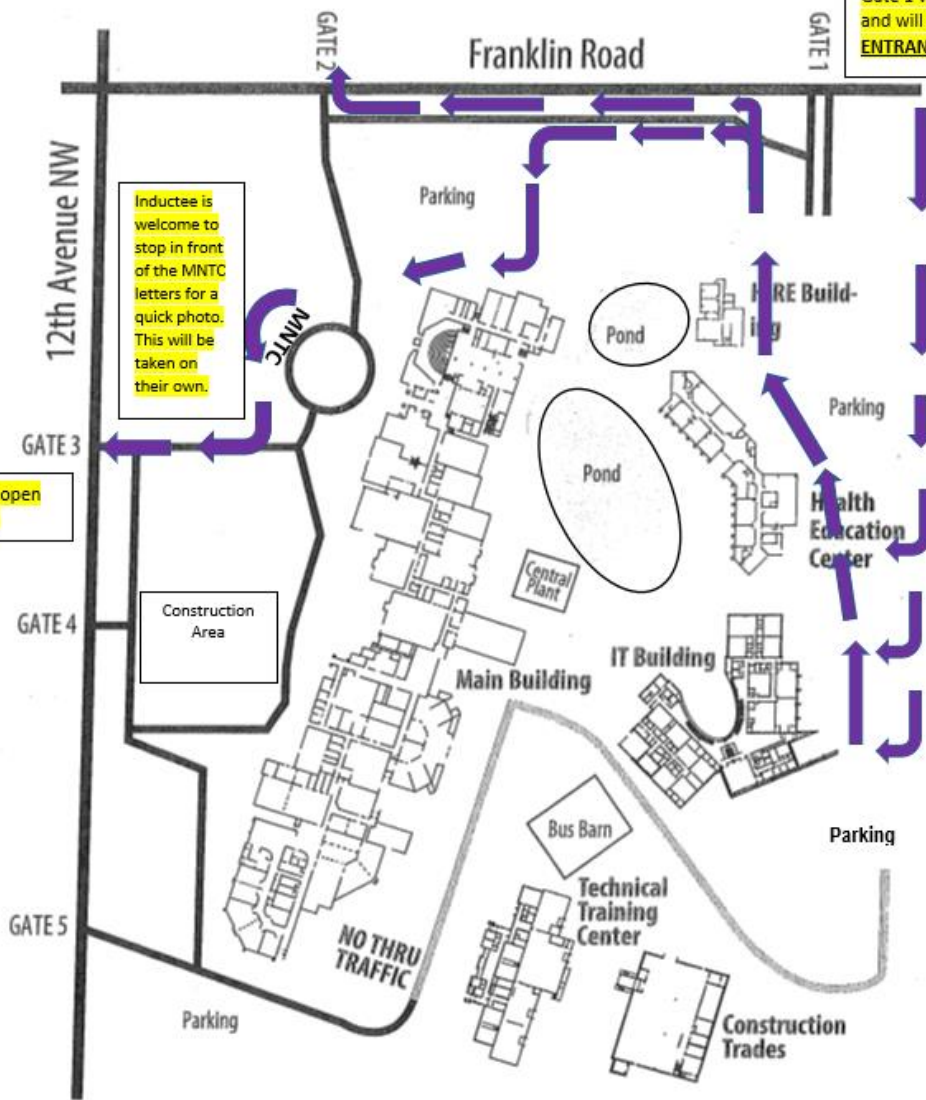 GATE 2
Franklin Road
GATE 1
and will
ENTRAN
12th Avenue NW
Inductee is
welcome to
stop in front
of the MNTC
letters for a
quick photo.
This will be
taken on
their own.
Parking
MNTC
Pond
Build-
Parking
GATE 3
open
Pond
Health
Education
Center
Central
Plant
Construction
Area
GATE 4
IT Building
Main Building
Bus Barn
Parking
Technical
Training
Center
GATE 5
NO THRU
TRAFFIC
Parking
Construction
Trades